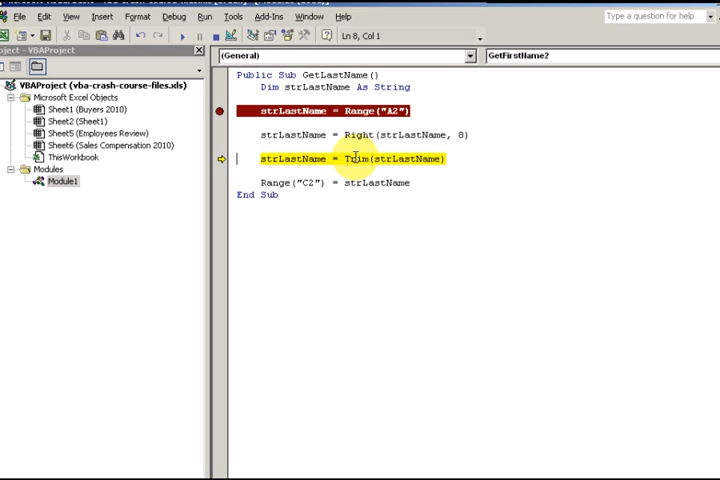 File Edit View Insert Format Debug Run Tools Add-Ins Window Help Type a question for help
Ln 8, Col 1
oject - VBAProject
VBAProject (vba-crash-course-files.xls)
Microsoft Excel Objects
Sheet1 (Buyers 2010)
Sheet2 (Sheet1)
Sheet5 (Employees Review)
Sheet6 (Sales Compensation 2010)
ThisWorkbook
Modules
Module1
(General) GetFirstName2
Public Sub GetLastName()
Dim strLastName As String
strLastName = Range("A2")
strLastName = Right(strLastName, 8)
strLastName = Trim(strLastName)
Range("C2") = strLastName
End Sub